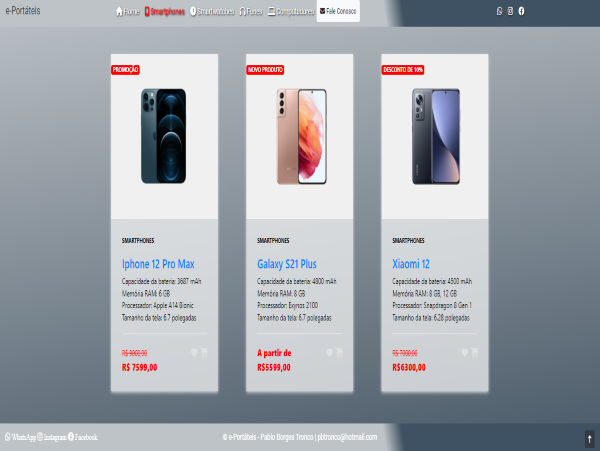 e-Portáteis
Home Smartphones Smartwatches Fones Computadores Fale Conosco
PROMOÇÃO
SMARTPHONES
Iphone 12 Pro Max
Capacidade da bateria: 3687 mAh
Memória RAM: 6 GB
Processador: Apple A14 Bionic
Tamanho da tela: 6.7 polegadas
R$ 8000,00
R$ 7599,00
NOVO PRODUTO
SMARTPHONES
Galaxy S21 Plus
Capacidade da bateria: 4800 mAh
Memória RAM: 8 GB
Processador: Exynos 2100
Tamanho da tela: 6.7 polegadas
A partir de
R$5599,00
DESCONTO DE 10%
SMARTPHONES
Xiaomi 12
Capacidade da bateria: 4500 mAh
Memória RAM: 8 GB, 12 GB
Processador: Snapdragon 8 Gen 1
Tamanho da tela: 6.28 polegadas
R$ 7000,00
R$6300,00
WhatsApp Instagram Facebook
© e-Portáteis - Pablo Borges Tronco | pbtronco@hotmail.com